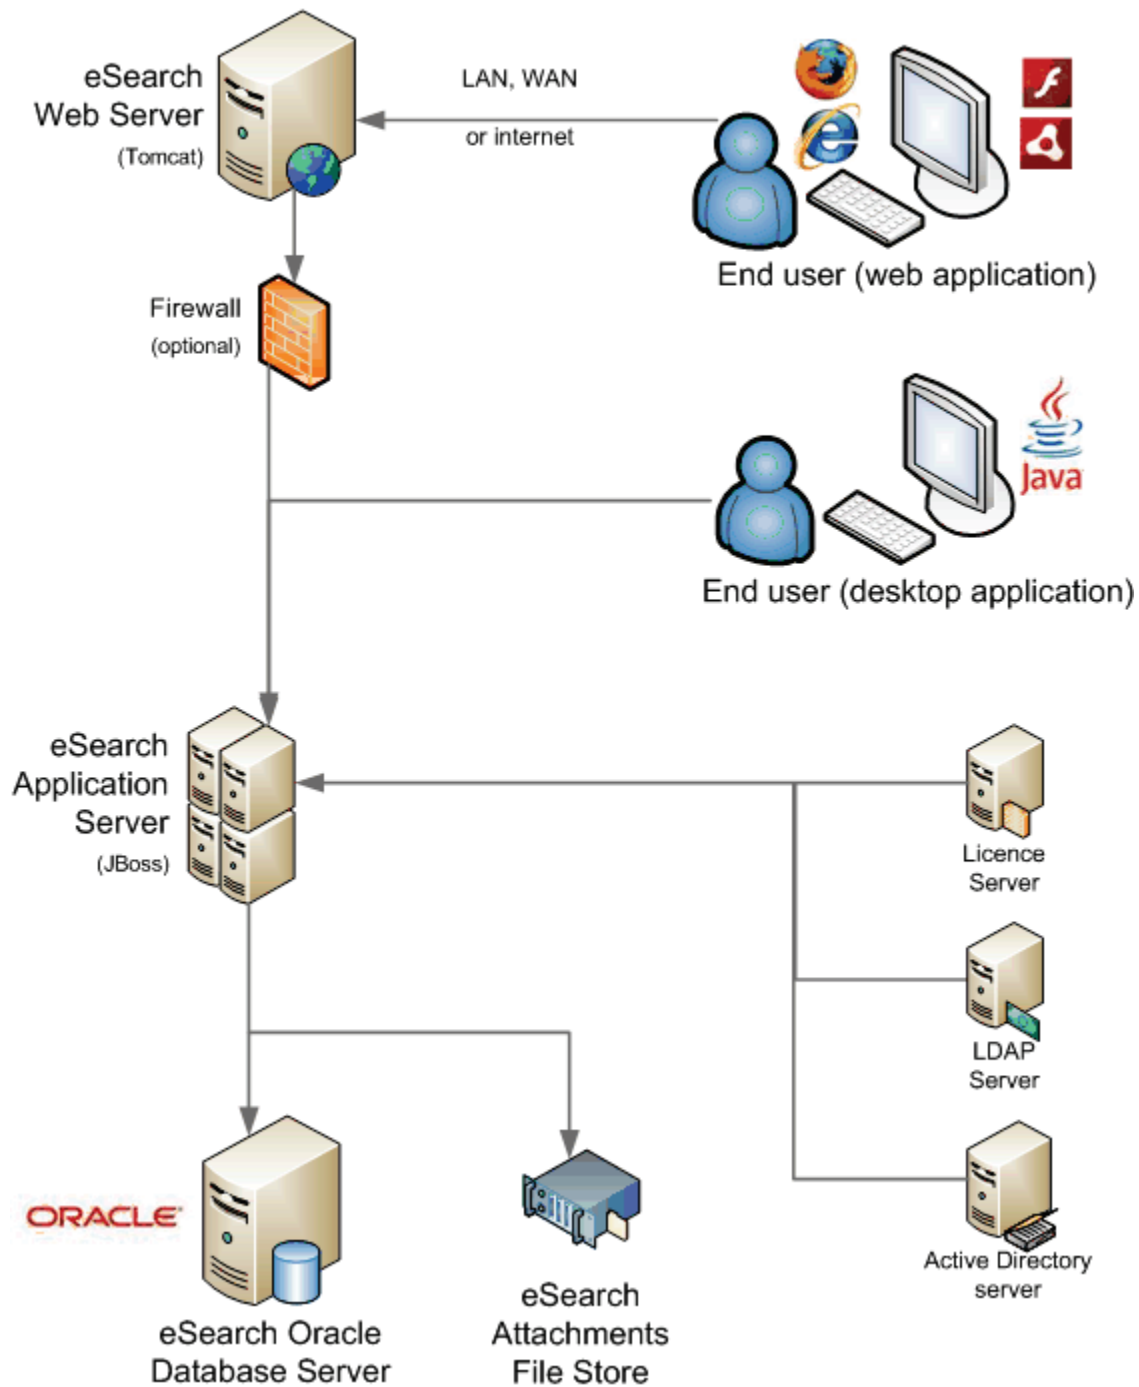 eSearch
Web Server
(Tomcat)
LAN, WAN
or internet
End user (web application)
Firewall
(optional)
Java
End user (desktop application)
eSearch
Application
Server
(JBoss)
Licence
Server
LDAP
Server
Active Directory
server
ORACLE
eSearch Oracle
Database Server
eSearch
Attachments
File Store